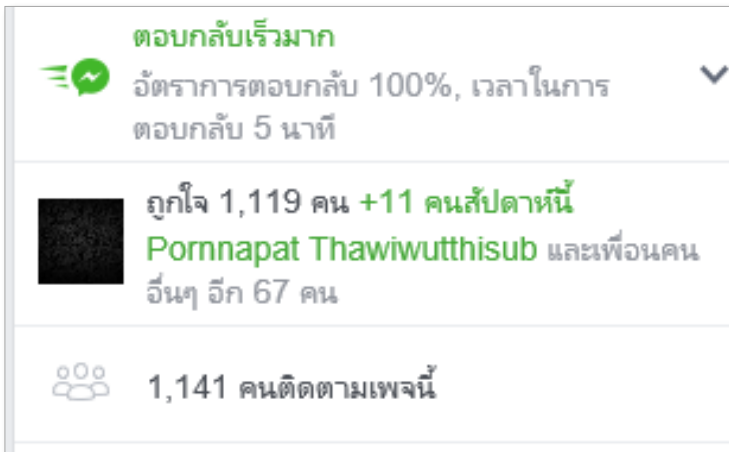 ตอบกลับเร็วมาก
อัตราการตอบกลับ 100%, เวลาในการ
ตอบกลับ 5 นาที
ถูกใจ 1,119 คน +11 คนสัปดาห์นี้
Pornnapat Thawiwutthisub และเพื่อนคน
อื่นๆ อีก 67 คน
1,141 คนติดตามเพจนี้